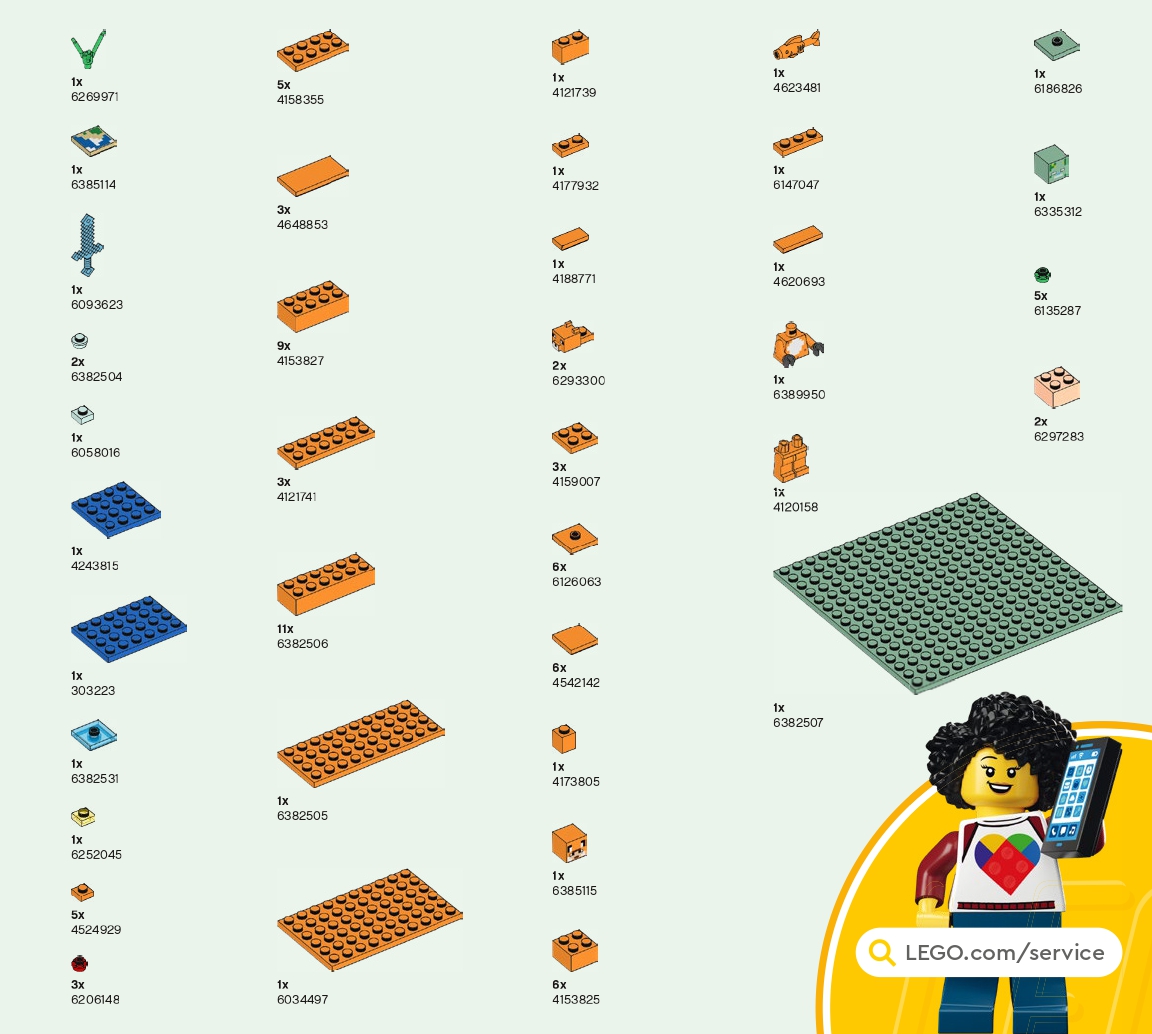 1x
6269971
1x
6385114
1x
6093623
2x
6382504
1x
6058016
1x
4243815
1x
303223
1x
6382531
1x
6252045
5x
4524929
3x
6206148
5x
4158355
3x
4648853
9x
4153827
3x
4121741
11x
6382506
1x
6382505
1x
6034497
1x
4121739
1x
4177932
1x
4188771
2x
6293300
3x
4159007
6x
6126063
6x
4542142
1x
4173805
1x
6385115
6x
4153825
1x
4623481
1x
6147047
1x
4620693
1x
6389950
1x
4120158
1x
6382507
1x
6186826
1x
6335312
5x
6135287
2x
6297283
LEGO.com/service